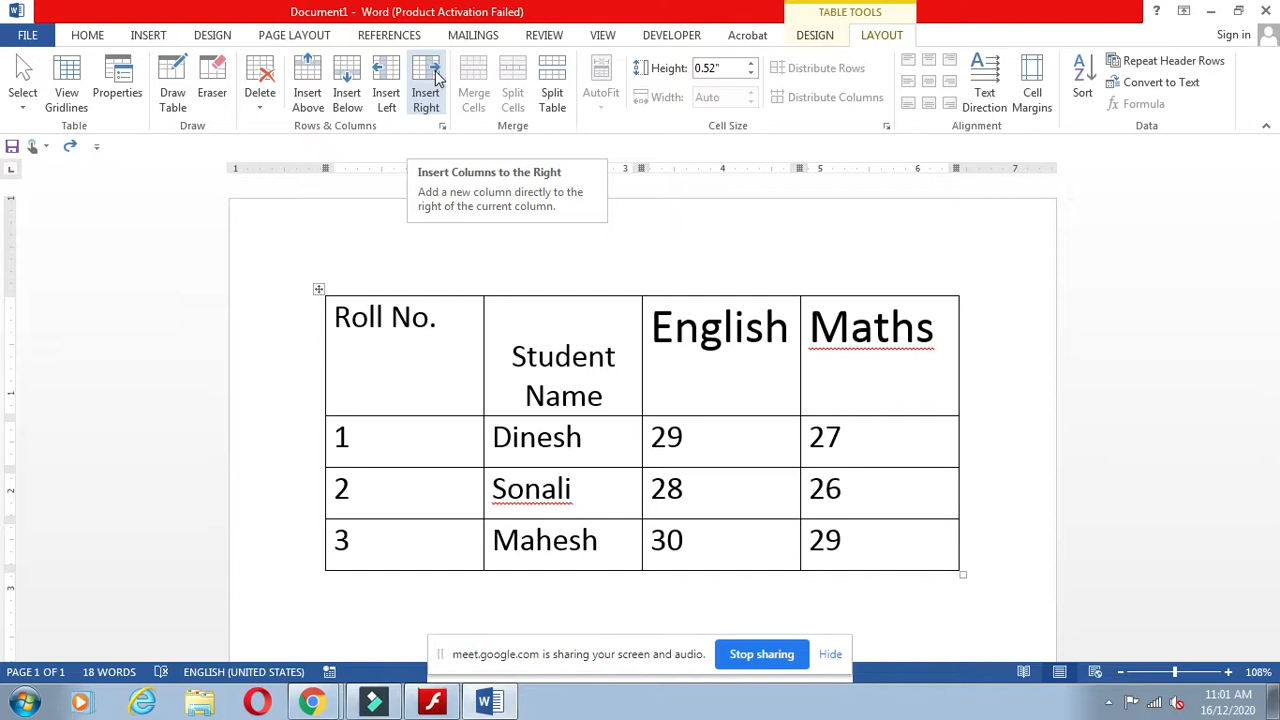 Document1 - Word (Product Activation Failed)
TABLE TOOLS
?
FILE HOME INSERT DESIGN PAGE LAYOUT REFERENCES MAILINGS REVIEW VIEW DEVELOPER Acrobat DESIGN LAYOUT Sign in
Select
View Gridlines
Properties
Draw Table
Eraser
Delete
Insert Above
Insert Below
Insert Left
Insert Right
Merge Cells
Split Cells
Split Table
AutoFit
Height: 0.52"
Width: Auto
Distribute Rows
Distribute Columns
Text Direction
Cell Margins
Sort
Repeat Header Rows
Convert to Text
Formula
Table Draw Rows & Columns Merge Cell Size Alignment Data
1 3 4 5 6 7
Insert Columns to the Right
Add a new column directly to the
right of the current column.
Roll No. Student Name English Maths
1 Dinesh 29 27
2 Sonali 28 26
3 Mahesh 30 29
meet.google.com is sharing your screen and audio. Stop sharing Hide
PAGE 1 OF 1 18 WORDS ENGLISH (UNITED STATES) 108%
11:01 AM
16/12/2020